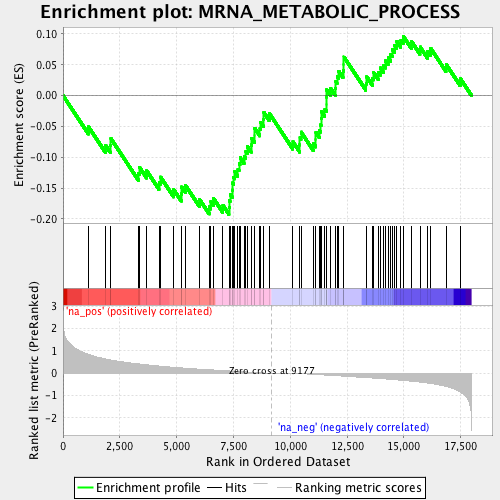 Enrichment plot: MRNA_METABOLIC_PROCESS
Enrichment score (ES)
0.10
0.05
0.00
-0.05
-0.10
-0.15
-0.20
'na_pos' (positively correlated)
Ranked list metric (PreRanked)
3
2
1
0
-1
-2
Zero cross at 9177
'na_neg' (negatively correlated)
0
2,500
5,000
7,500
10,000
12,500
15,000
17,500
Rank in Ordered Dataset
Enrichment profile
Hits
Ranking metric scores